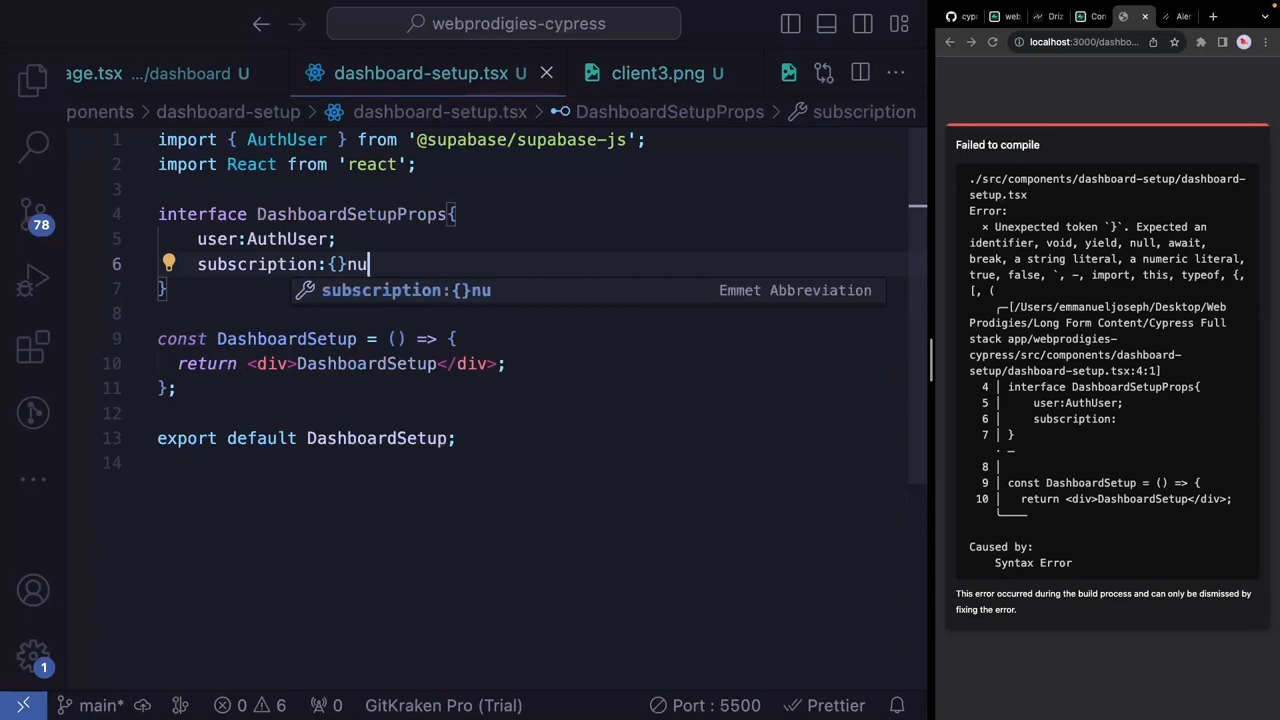 webprodigies-cypress
age.tsx .../dashboard U
dashboard-setup.tsx U
client3.png U
ponents > dashboard-setup > dashboard-setup.tsx > DashboardSetupProps > subscription
1 import { AuthUser } from '@supabase/supabase-js';
2 import React from 'react';
3
4 interface DashboardSetupProps{
5 user:AuthUser;
6 subscription:{}nu
subscription:{}nu Emmet Abbreviation
7 }
8
9 const DashboardSetup = () => {
10 return <div>DashboardSetup</div>;
11 };
12
13 export default DashboardSetup;
14
78
1
main*
0 6
0
GitKraken Pro (Trial)
Port : 5500
Prettier
cypr
web
Driz
Con
Aler
localhost:3000/dashbo...
Failed to compile
./src/components/dashboard-setup/dashboard-
setup.tsx
Error:
× Unexpected token `}`. Expected an
identifier, void, yield, null, await,
break, a string literal, a numeric literal,
true, false, `, -, import, this, typeof, {,
[, (
╭─[/Users/emmanueljoseph/Desktop/Web
Prodigies/Long Form Content/Cypress Full
stack app/webprodigies-
cypress/src/components/dashboard-
setup/dashboard-setup.tsx:4:1]
4 │ interface DashboardSetupProps{
5 │ user:AuthUser;
6 │ subscription:
7 │ }
· ─
8 │
9 │ const DashboardSetup = () => {
10 │ return <div>DashboardSetup</div>;
╰────
Caused by:
Syntax Error
This error occurred during the build process and can only be dismissed by
fixing the error.